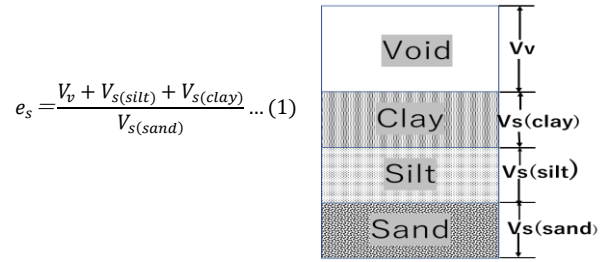 e_s = (V_v + V_s(silt) + V_s(clay)) / V_s(sand) … (1)
Void
Vv
Clay
Vs(clay)
Silt
Vs(silt)
Sand
Vs(sand)